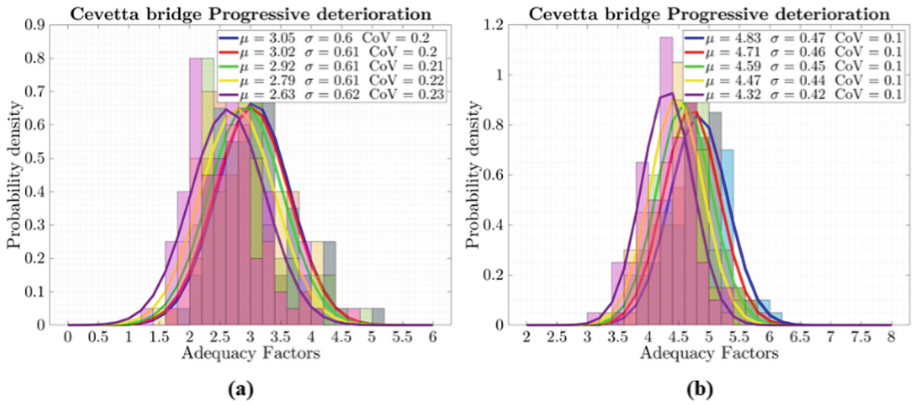 Cevetta bridge Progressive deterioration
0.9
0.8
0.7
0.6
0.5
0.4
0.3
0.2
0.1
0
Probability density
μ = 3.05 σ = 0.6 CoV = 0.2
μ = 3.02 σ = 0.61 CoV = 0.2
μ = 2.92 σ = 0.61 CoV = 0.21
μ = 2.79 σ = 0.61 CoV = 0.22
μ = 2.63 σ = 0.62 CoV = 0.23
0 0.5 1 1.5 2 2.5 3 3.5 4 4.5 5 5.5 6
Adequacy Factors
(a)
Cevetta bridge Progressive deterioration
1.2
1
0.8
0.6
0.4
0.2
0
Probability density
μ = 4.83 σ = 0.47 CoV = 0.1
μ = 4.71 σ = 0.46 CoV = 0.1
μ = 4.59 σ = 0.45 CoV = 0.1
μ = 4.47 σ = 0.44 CoV = 0.1
μ = 4.32 σ = 0.42 CoV = 0.1
2 2.5 3 3.5 4 4.5 5 5.5 6 6.5 7 7.5 8
Adequacy Factors
(b)